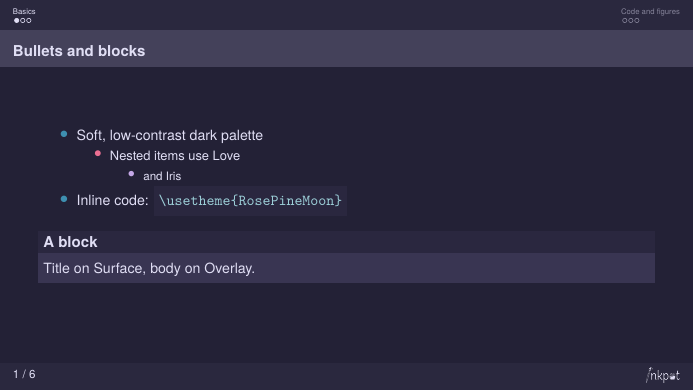 Basics
Code and figures
Bullets and blocks
Soft, low-contrast dark palette
Nested items use Love
and Iris
Inline code: \usetheme{RosePineMoon}
A block
Title on Surface, body on Overlay.
1 / 6
Inkpot